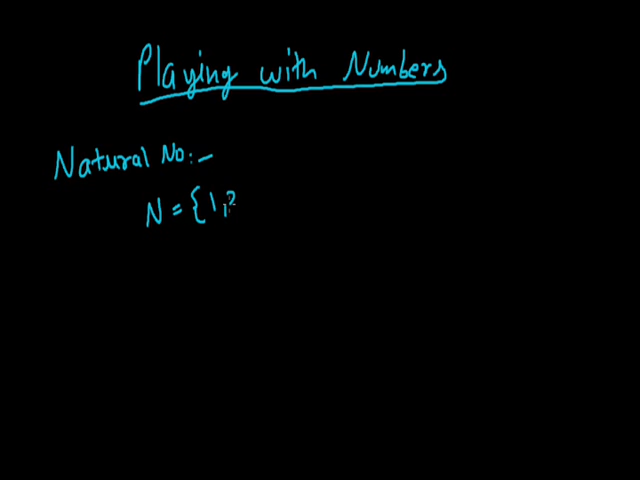 Playing with Numbers
Natural No:-
N = {1,2